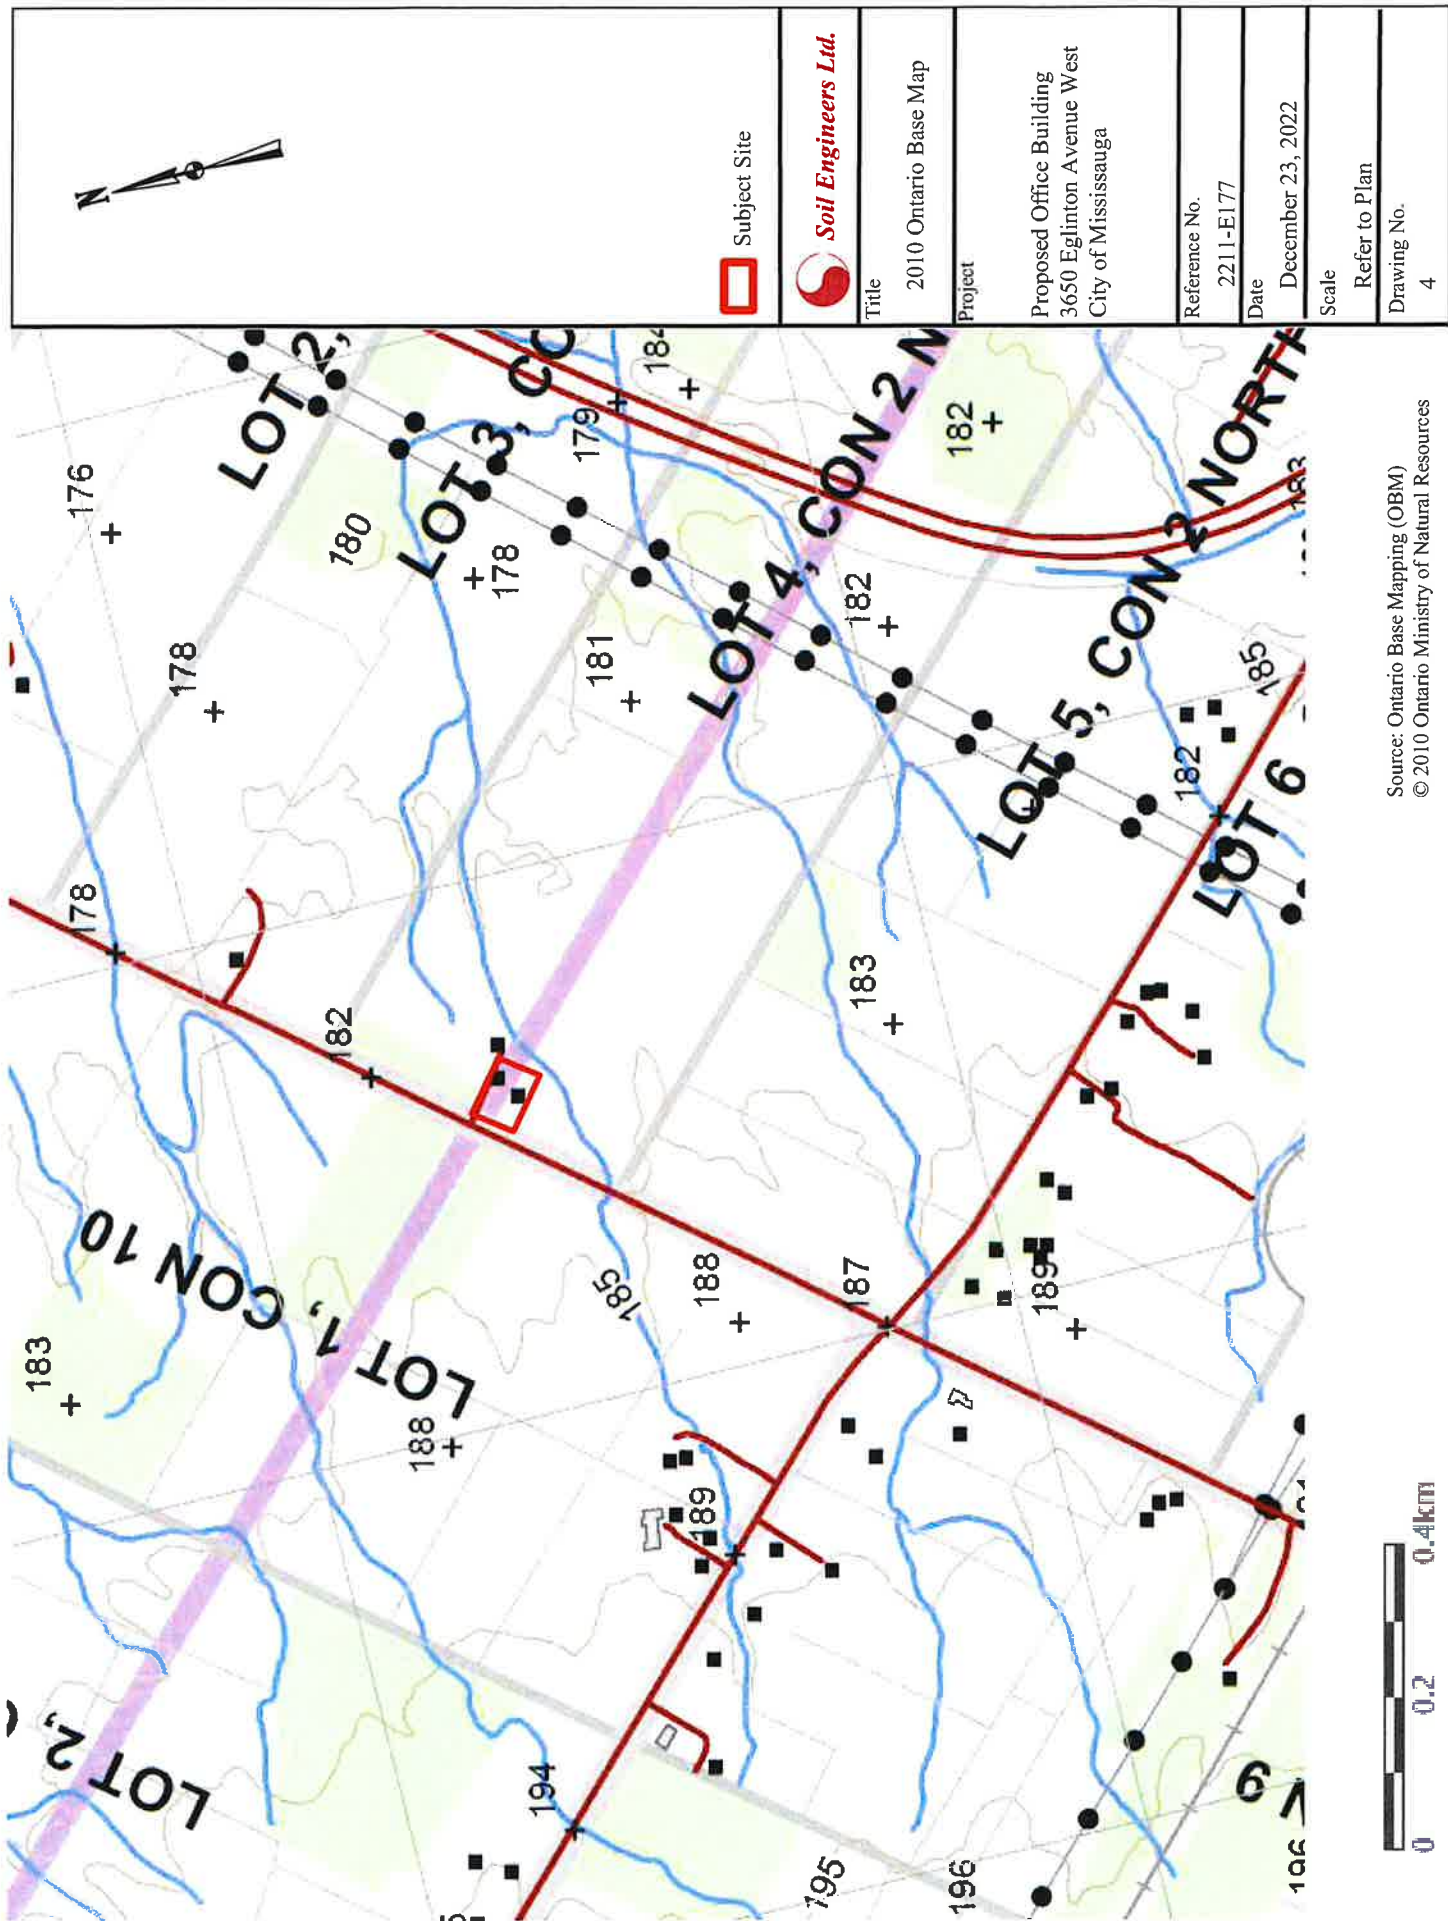 N
Subject Site
Soil Engineers Ltd.
Title
2010 Ontario Base Map
Project
Proposed Office Building
3650 Eglinton Avenue West
City of Mississauga
Reference No.
2211-E177
Date
December 23, 2022
Scale
Refer to Plan
Drawing No.
4
176
LOT 2,
180
178
LOT 3, CO
178
179
184
181
LOT 4, CON 2 N
182
182
LOT 5, CON 2 NORTH
183
185
182
LOT 6
178
182
183
183
LOT 1, CON 10
188
185
188
187
189
189
LOT 2,
194
195
196
196
9
0
0.2
0.4km
Source: Ontario Base Mapping (OBM)
© 2010 Ontario Ministry of Natural Resources